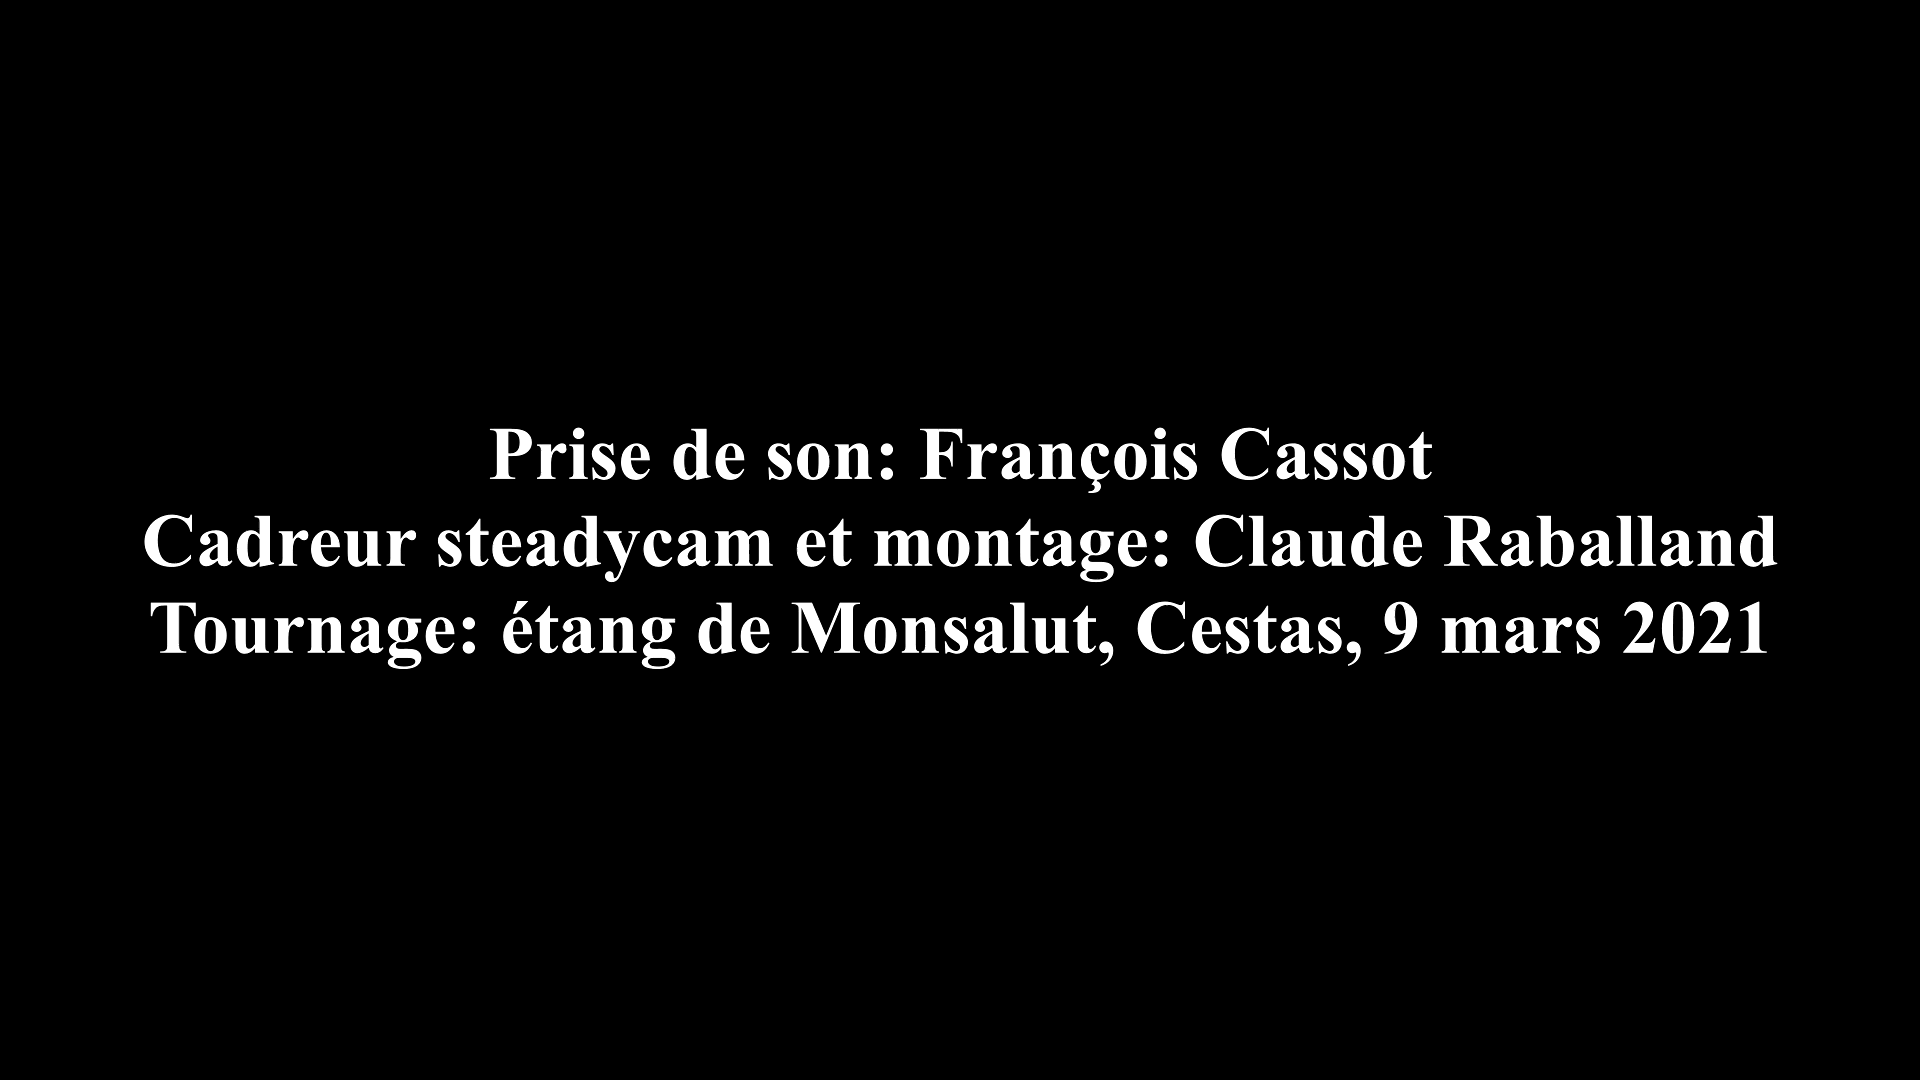 Prise de son: François Cassot
Cadreur steadycam et montage: Claude Raballand
Tournage: étang de Monsalut, Cestas, 9 mars 2021